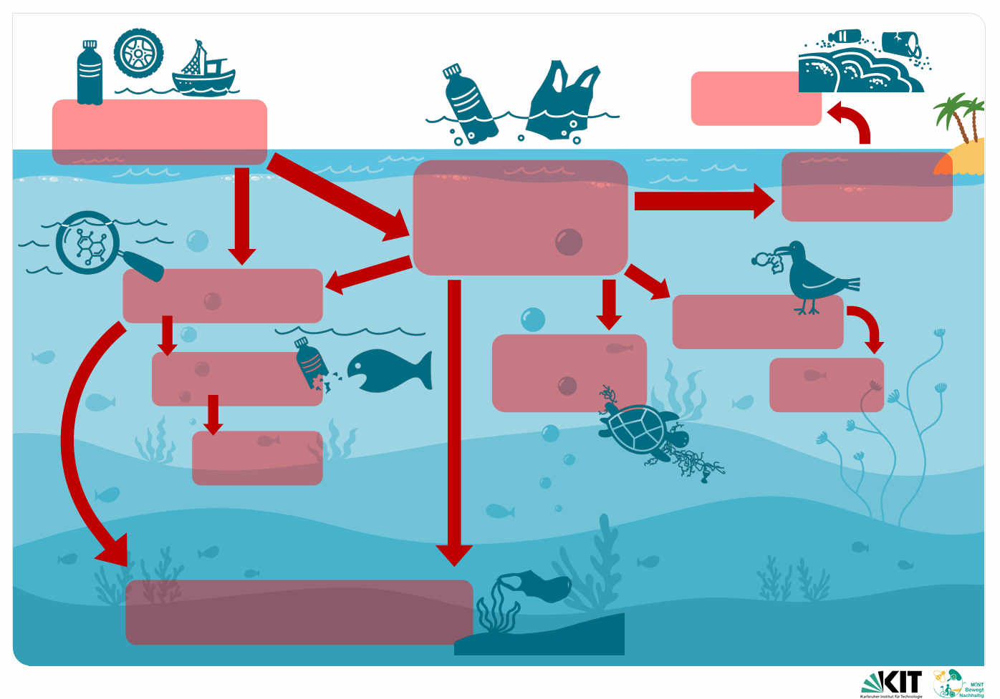 KIT
Karlsruher Institut für Technologie
MINT
Bewegt
Nachhaltig